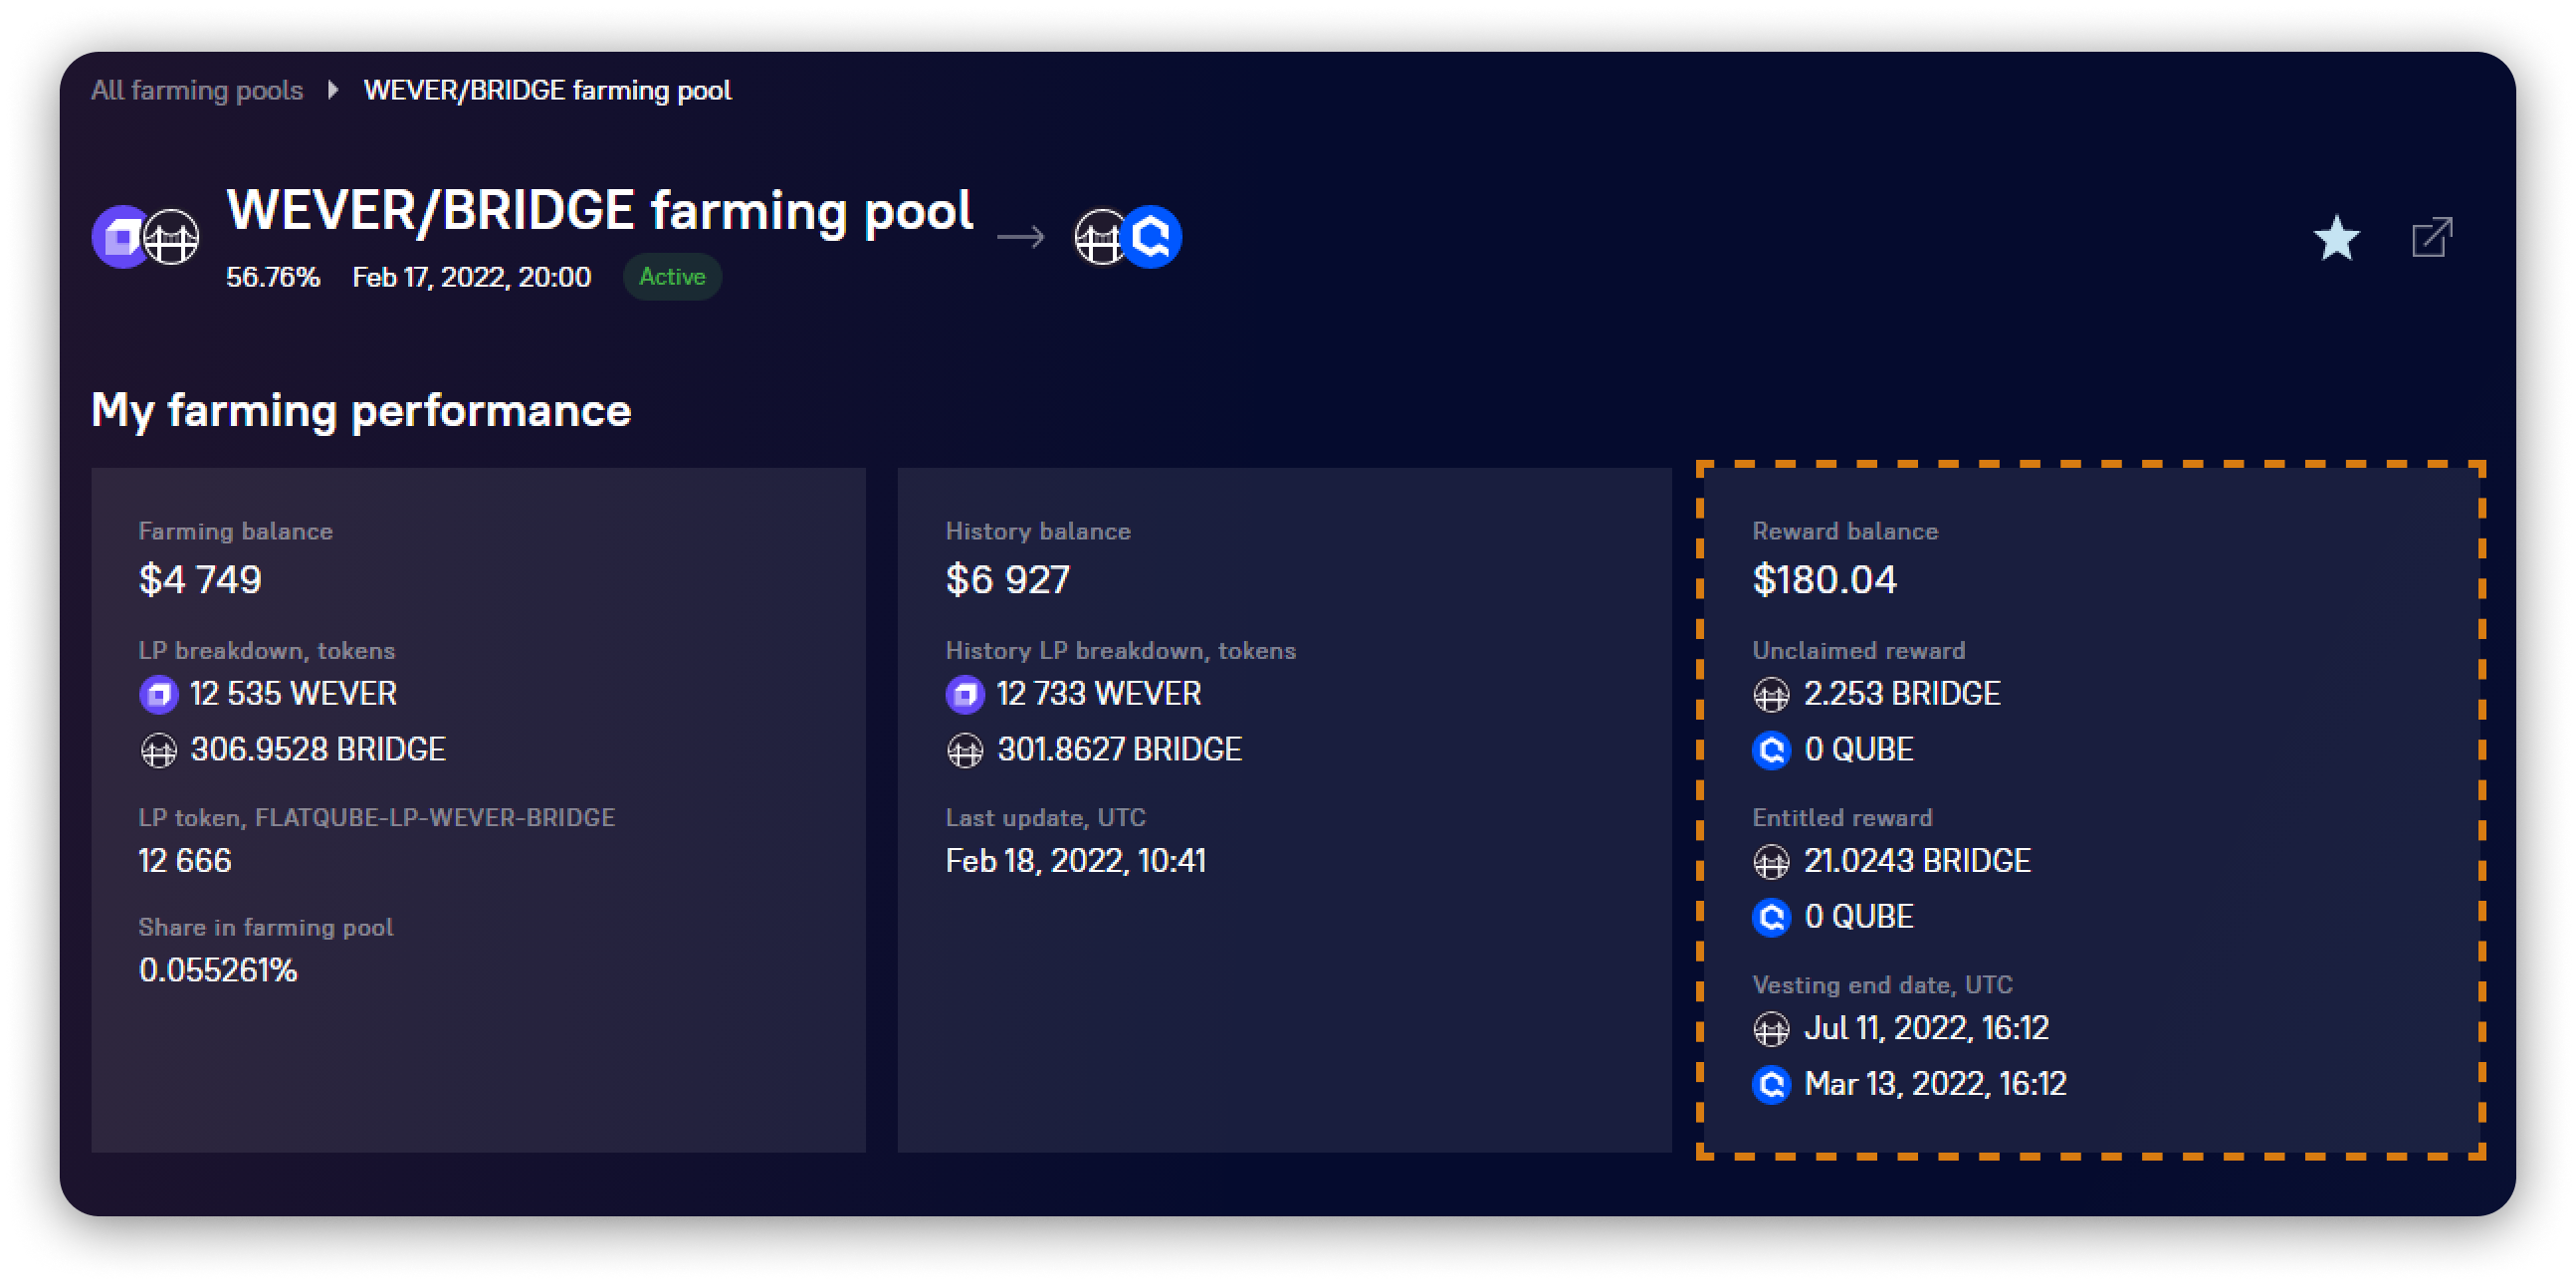 All farming pools WEVER/BRIDGE farming pool
WEVER/BRIDGE farming pool
56.76% Feb 17, 2022, 20:00 Active
My farming performance
Farming balance
$4 749
LP breakdown, tokens
12 535 WEVER
306.9528 BRIDGE
LP token, FLATQUBE-LP-WEVER-BRIDGE
12 666
Share in farming pool
0.055261%
History balance
$6 927
History LP breakdown, tokens
12 733 WEVER
301.8627 BRIDGE
Last update, UTC
Feb 18, 2022, 10:41
Reward balance
$180.04
Unclaimed reward
2.253 BRIDGE
0 QUBE
Entitled reward
21.0243 BRIDGE
0 QUBE
Vesting end date, UTC
Jul 11, 2022, 16:12
Mar 13, 2022, 16:12